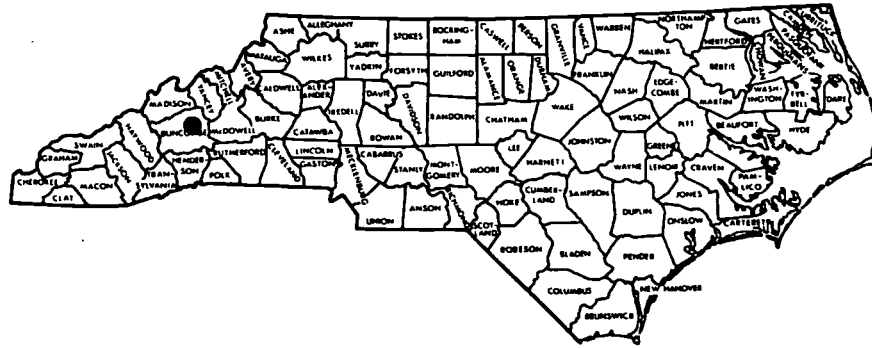 ASHE
ALLEGHANY
SURRY
STOKES
ROCKING-
HAM
CASWELL
PERSON
GRANVILLE
VANCE
WARREN
NORTHAMP
TON
GATES
HERTFORD
CURRITUCK
WATAUGA
WILKES
YADKIN
FORSYTH
GUILFORD
ALAMANCE
ORANGE
DURHAM
FRANKLIN
HALIFAX
BERTIE
CHOWAN
MADISON
YANCEY
MITCHELL
AVERY
CALDWELL
ALEX-
ANDER
IREDELL
DAVIE
DAVIDSON
RANDOLPH
CHATHAM
WAKE
NASH
EDGE-
COMBE
MARTIN
WASH-
INGTON
TYR-
RELL
DARE
SWAIN
HAYWOOD
BUNCOMBE
McDOWELL
BURKE
CATAWBA
ROWAN
WILSON
PITT
BEAUFORT
HYDE
GRAHAM
JACKSON
HENDER-
SON
RUTHERFORD
CLEVELAND
LINCOLN
GASTON
MECKLENBURG
CABARRUS
STANLY
MONT-
GOMERY
MOORE
LEE
HARNETT
JOHNSTON
WAYNE
GREENE
LENOIR
CRAVEN
PAM-
LICO
CHEROKEE
CLAY
MACON
TRAN-
SYLVANIA
POLK
UNION
ANSON
RICHMOND
SCOT-
LAND
HOKE
CUMBER-
LAND
SAMPSON
DUPLIN
JONES
ONSLOW
CARTERET
ROBESON
BLADEN
PENDER
COLUMBUS
BRUNSWICK
NEW HANOVER